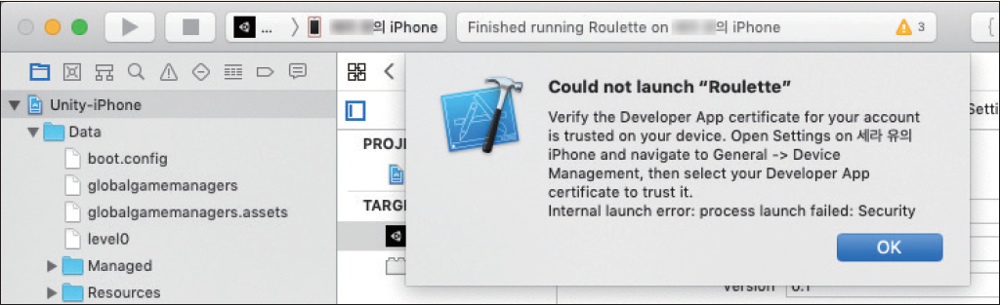 ... 〉 의 iPhone
Finished running Roulette on 의 iPhone
3
{
Unity-iPhone
Data
boot.config
globalgamemanagers
globalgamemanagers.assets
level0
Managed
Resources
PROJ
TARGE
Setti
Could not launch “Roulette”
Verify the Developer App certificate for your account
is trusted on your device. Open Settings on 세라 유의
iPhone and navigate to General -> Device
Management, then select your Developer App
certificate to trust it.
Internal launch error: process launch failed: Security
OK
Version 0.1